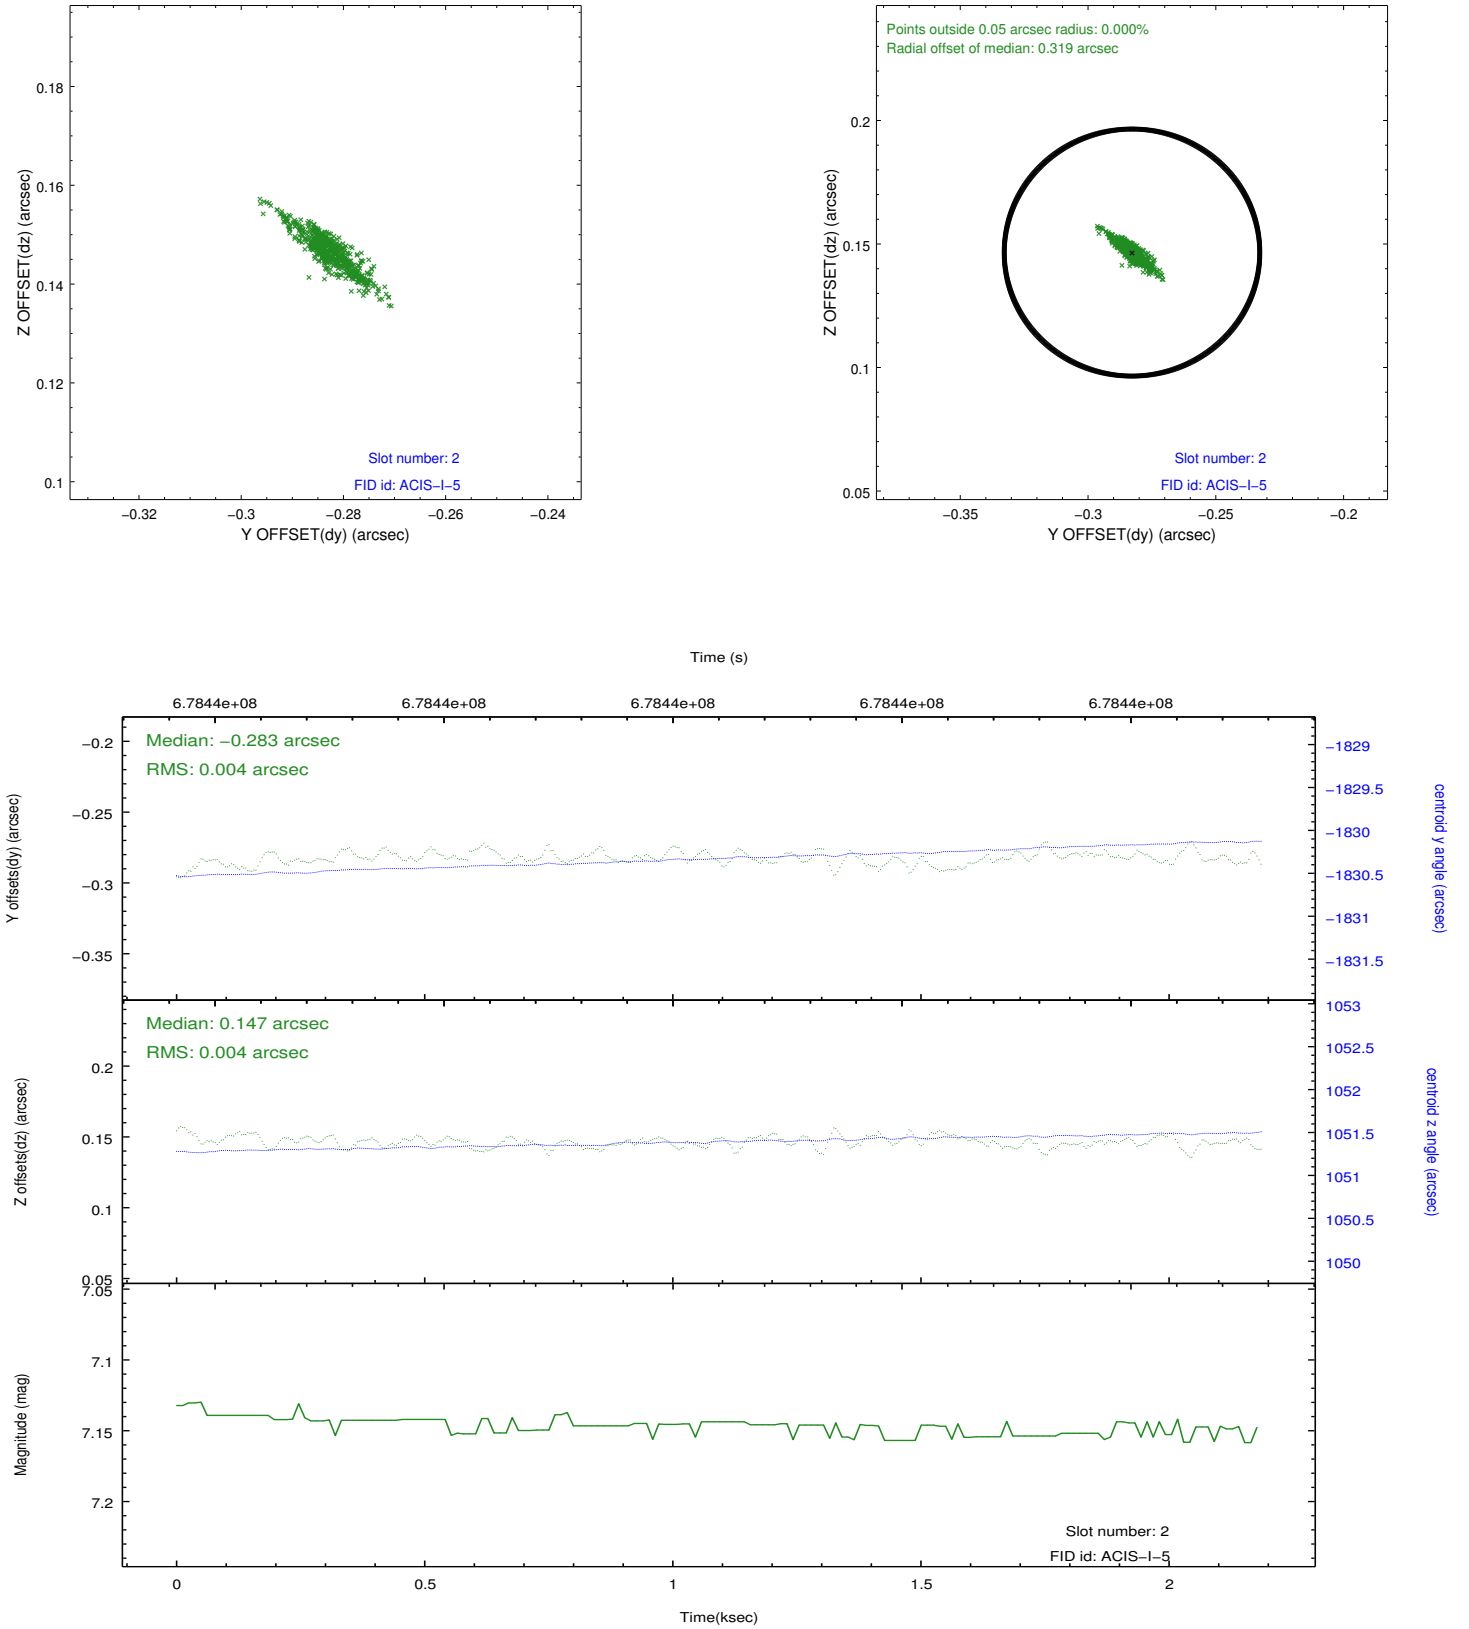 0.18
0.16
0.14
0.12
0.1
Z OFFSET(dz) (arcsec)
Slot number: 2
FID id: ACIS−I−5
−0.32
−0.3
−0.28
−0.26
−0.24
Y OFFSET(dy) (arcsec)
Points outside 0.05 arcsec radius: 0.000%
Radial offset of median: 0.319 arcsec
0.2
0.15
0.1
0.05
Z OFFSET(dz) (arcsec)
Slot number: 2
FID id: ACIS−I−5
−0.35
−0.3
−0.25
−0.2
Y OFFSET(dy) (arcsec)
Time (s)
6.7844e+08
6.7844e+08
6.7844e+08
6.7844e+08
6.7844e+08
Median: −0.283 arcsec
RMS: 0.004 arcsec
−0.2
−0.25
−0.3
−0.35
Y offsets(dy) (arcsec)
−1829
−1829.5
−1830
−1830.5
−1831
−1831.5
centroid y angle (arcsec)
Median: 0.147 arcsec
RMS: 0.004 arcsec
0.2
0.15
0.1
0.05
Z offsets(dz) (arcsec)
1053
1052.5
1052
1051.5
1051
1050.5
1050
centroid z angle (arcsec)
7.05
7.1
7.15
7.2
Magnitude (mag)
Slot number: 2
FID id: ACIS−I−5
0
0.5
1
1.5
2
Time(ksec)